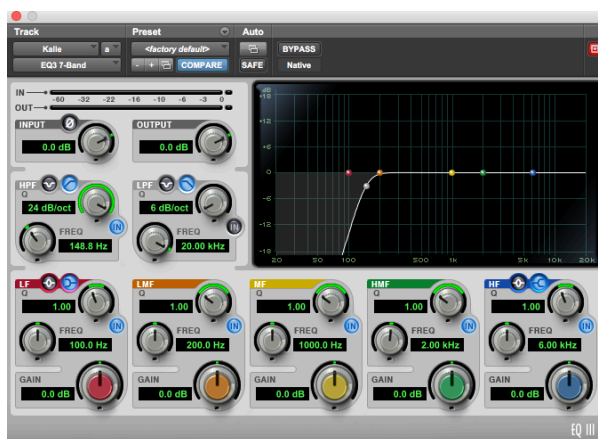 Track Preset Auto
Kalle a <factory default> BYPASS
EQ3 7-Band - + COMPARE SAFE Native
IN
-60 -32 -22 -16 -10 -6 -3 0
OUT
INPUT Ø OUTPUT
0.0 dB 0.0 dB
HPF LPF
Q Q
24 dB/oct 6 dB/oct
IN IN
FREQ FREQ
148.8 Hz 20.00 kHz
dB
+18
+12
+6
0
-6
-12
-18
20 50 100 500 1k 5k 10k 20k
LF LMF MF HMF HF
Q Q Q Q Q
1.00 1.00 1.00 1.00 1.00
IN IN IN IN IN
FREQ FREQ FREQ FREQ FREQ
100.0 Hz 200.0 Hz 1000.0 Hz 2.00 kHz 6.00 kHz
GAIN GAIN GAIN GAIN GAIN
0.0 dB 0.0 dB 0.0 dB 0.0 dB 0.0 dB
EQ III